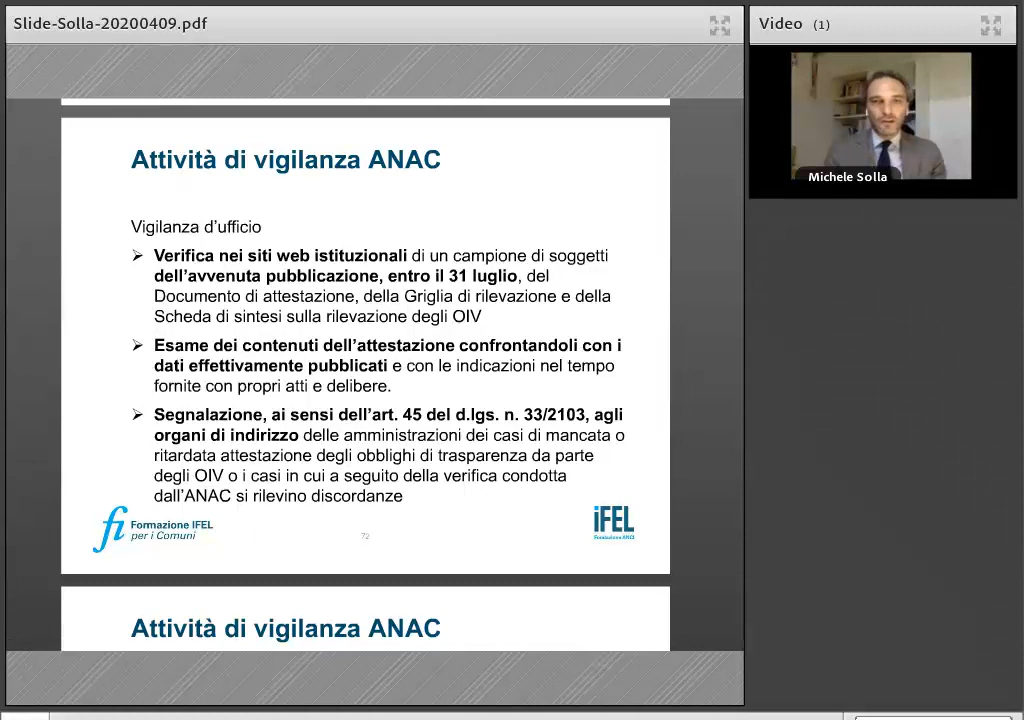 Slide-Solla-20200409.pdf
Video (1)
Michele Solla
Attività di vigilanza ANAC
Vigilanza d’ufficio
➢ Verifica nei siti web istituzionali di un campione di soggetti
dell’avvenuta pubblicazione, entro il 31 luglio, del
Documento di attestazione, della Griglia di rilevazione e della
Scheda di sintesi sulla rilevazione degli OIV
➢ Esame dei contenuti dell’attestazione confrontandoli con i
dati effettivamente pubblicati e con le indicazioni nel tempo
fornite con propri atti e delibere.
➢ Segnalazione, ai sensi dell’art. 45 del d.lgs. n. 33/2103, agli
organi di indirizzo delle amministrazioni dei casi di mancata o
ritardata attestazione degli obblighi di trasparenza da parte
degli OIV o i casi in cui a seguito della verifica condotta
dall’ANAC si rilevino discordanze
fi Formazione IFEL
per i Comuni
72
iFEL
Fondazione ANCI
Attività di vigilanza ANAC